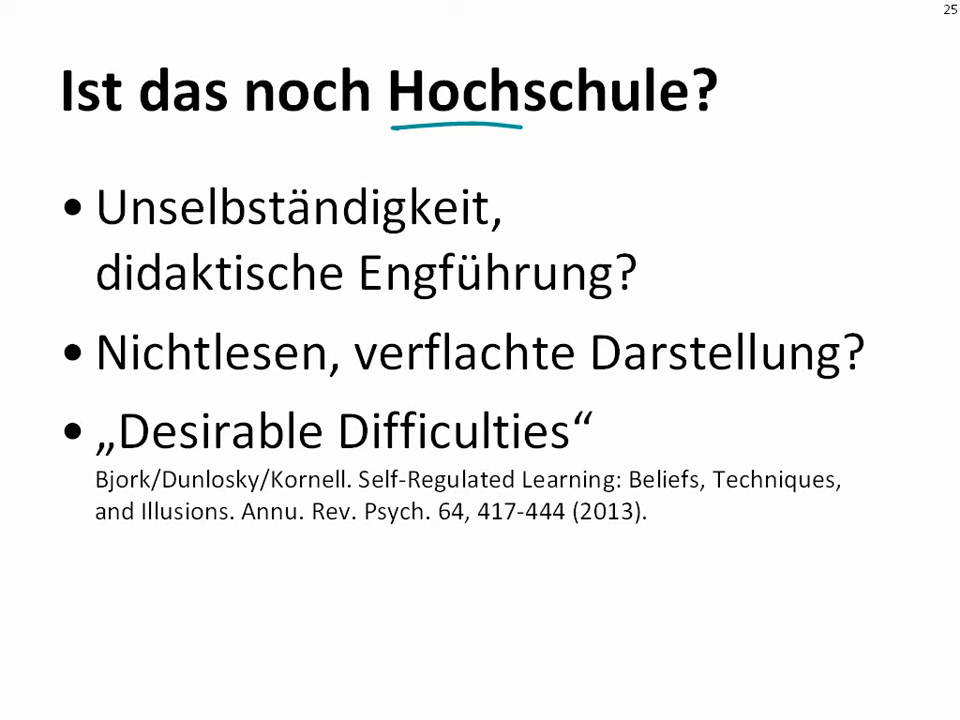 25
Ist das noch Hochschule?
• Unselbständigkeit,
didaktische Engführung?
• Nichtlesen, verflachte Darstellung?
• „Desirable Difficulties“
Bjork/Dunlosky/Kornell. Self-Regulated Learning: Beliefs, Techniques,
and Illusions. Annu. Rev. Psych. 64, 417-444 (2013).